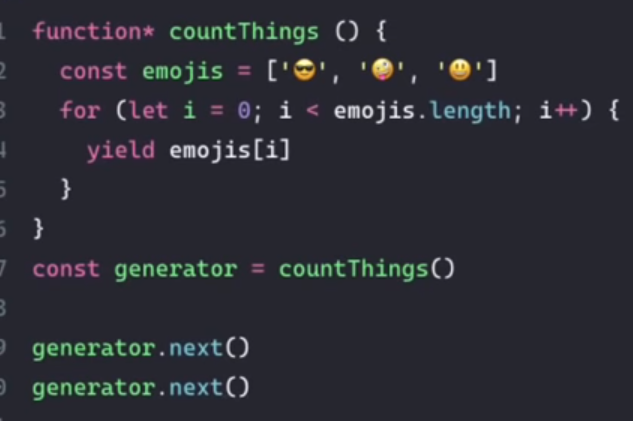 1 function* countThings () {
2 const emojis = ['😎', '🤪', '😃']
3 for (let i = 0; i < emojis.length; i++) {
4 yield emojis[i]
5 }
6 }
7 const generator = countThings()
8
9 generator.next()
0 generator.next()